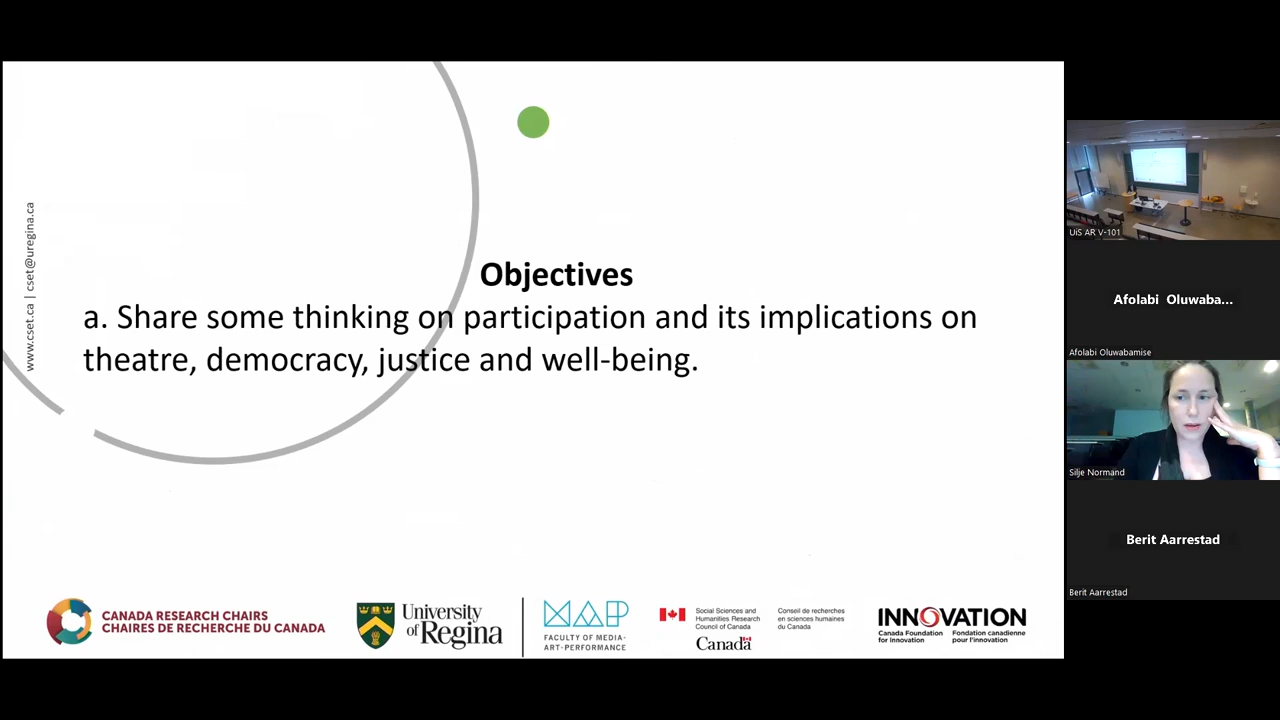 www.cset.ca | cset@uregina.ca
Objectives
a. Share some thinking on participation and its implications on
theatre, democracy, justice and well-being.
CANADA RESEARCH CHAIRS
CHAIRES DE RECHERCHE DU CANADA
University
of Regina
MAP
FACULTY OF MEDIA-
ART-PERFORMANCE
Social Sciences and
Humanities Research
Council of Canada
Conseil de recherches
en sciences humaines
du Canada
Canada
INNOVATION
Canada Foundation
for Innovation
Fondation canadienne
pour l'innovation
UiS AR V-101
Afolabi Oluwaba...
Afolabi Oluwabamise
Silje Normand
Berit Aarrestad
Berit Aarrestad